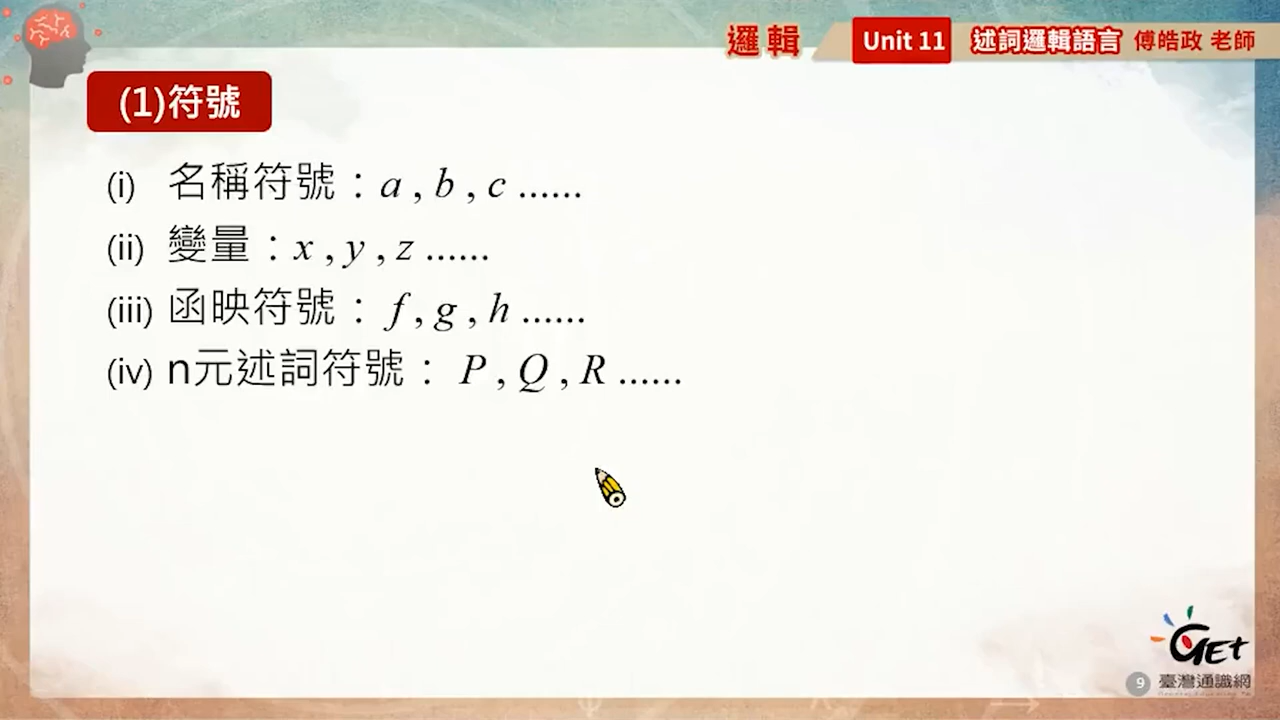 邏輯 Unit 11 述詞邏輯語言 傅皓政 老師
(1)符號
(i) 名稱符號：a , b , c ......
(ii) 變量：x , y , z ......
(iii) 函映符號： f , g , h ......
(iv) n元述詞符號： P , Q , R ......
GEt
9 臺灣通識網